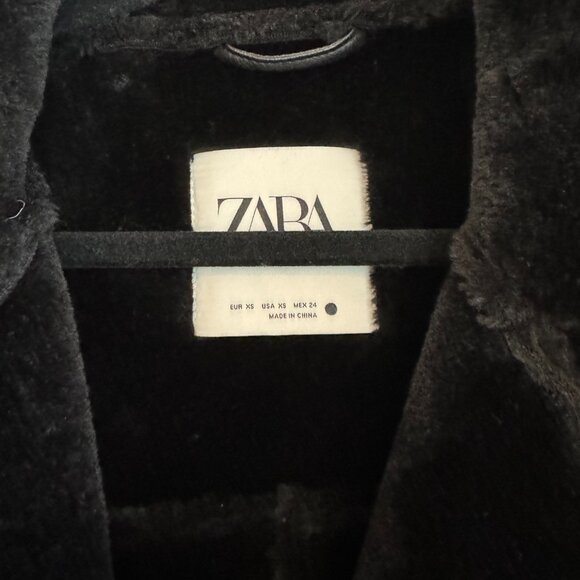 ZARA
EUR XS USA XS MEX 24
MADE IN CHINA